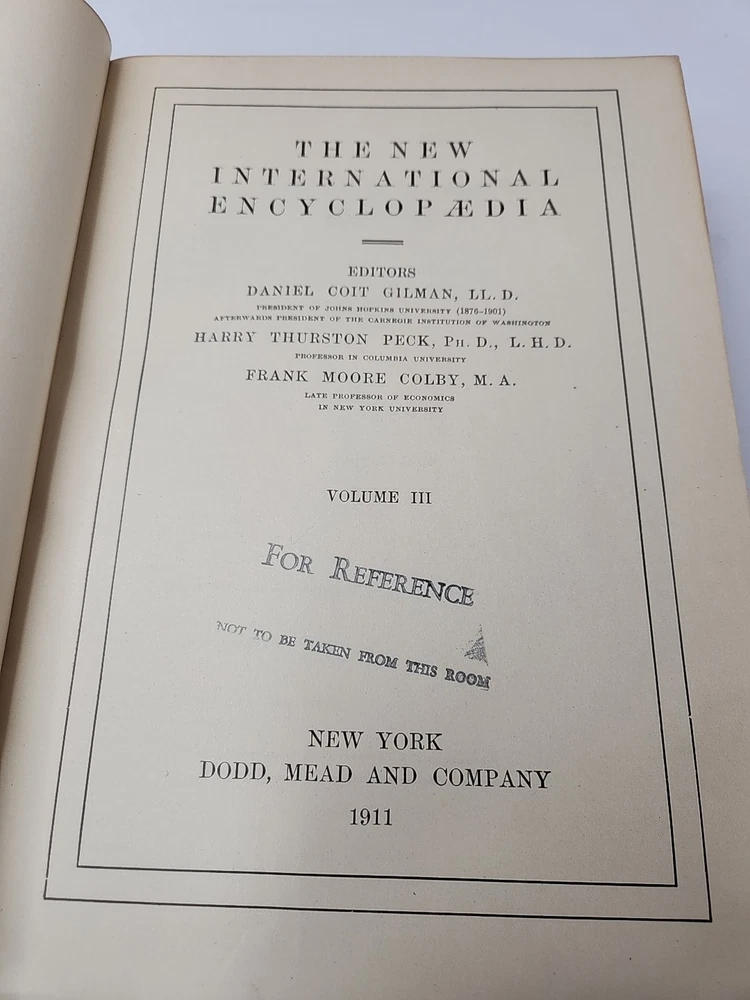 THE NEW
INTERNATIONAL
ENCYCLOPÆDIA
EDITORS
DANIEL COIT GILMAN, LL. D.
PRESIDENT OF JOHNS HOPKINS UNIVERSITY (1876–1901)
AFTERWARDS PRESIDENT OF THE CARNEGIE INSTITUTION OF WASHINGTON
HARRY THURSTON PECK, PH. D., L. H. D.
PROFESSOR IN COLUMBIA UNIVERSITY
FRANK MOORE COLBY, M. A.
LATE PROFESSOR OF ECONOMICS
IN NEW YORK UNIVERSITY
VOLUME III
FOR REFERENCE
NOT TO BE TAKEN FROM THIS ROOM
NEW YORK
DODD, MEAD AND COMPANY
1911